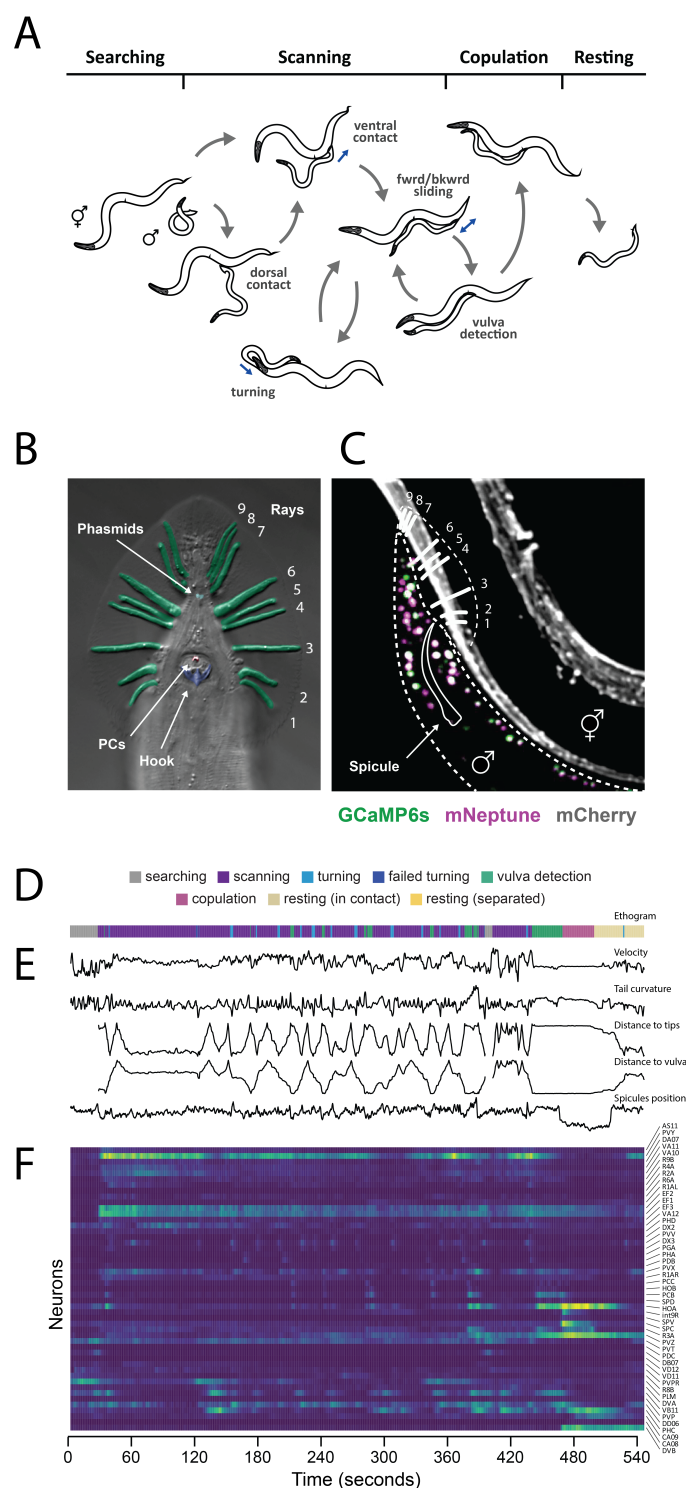 A
Searching Scanning Copulation Resting
ventral
contact
fwrd/bkwrd
sliding
dorsal
contact
vulva
detection
turning
B
C
Phasmids
9
8
7
Rays
6
5
4
3
2
1
PCs
Hook
9
8
7
6
5
4
3
2
1
Spicule
GCaMP6s mNeptune mCherry
D
searching scanning turning failed turning vulva detection
copulation resting (in contact) resting (separated)
Ethogram
E
Velocity
Tail curvature
Distance to tips
Distance to vulva
Spicules position
F
AS11
PVY
DA07
VA11
VA10
R9B
R4A
R2A
R6A
R1AL
EF2
EF1
EF3
VA12
PHD
DX2
PVV
DX3
PGA
PHA
PDB
PVX
R1AR
PCC
HOB
PCB
SPD
HOA
int9R
SPV
SPC
R3A
PVZ
PVT
PDC
DB07
VD12
VD11
PVPR
R8B
PLM
DVA
VB11
PVP
DD06
PHC
CA09
CA08
DVB
Neurons
0 60 120 180 240 300 360 420 480 540
Time (seconds)